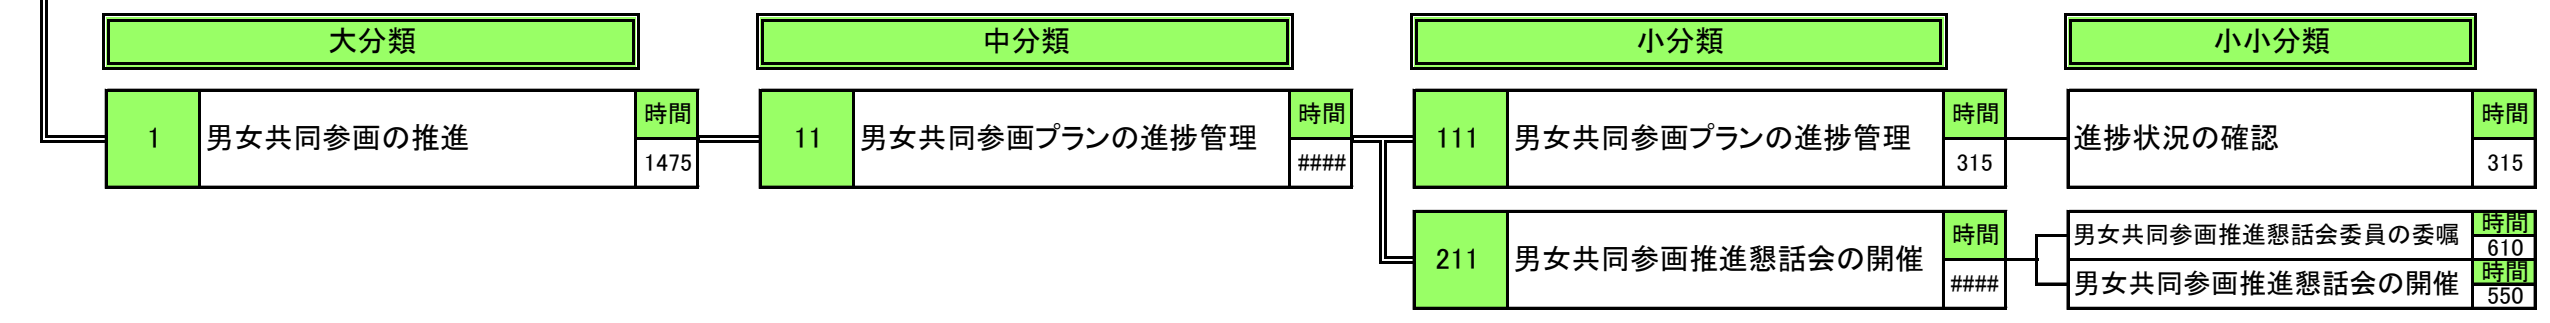 大分類
中分類
小分類
小小分類
1
男女共同参画の推進
時間
1475
11
男女共同参画プランの進捗管理
時間
####
111
男女共同参画プランの進捗管理
時間
315
進捗状況の確認
時間
315
211
男女共同参画推進懇話会の開催
時間
####
男女共同参画推進懇話会委員の委嘱
時間
610
男女共同参画推進懇話会の開催
時間
550